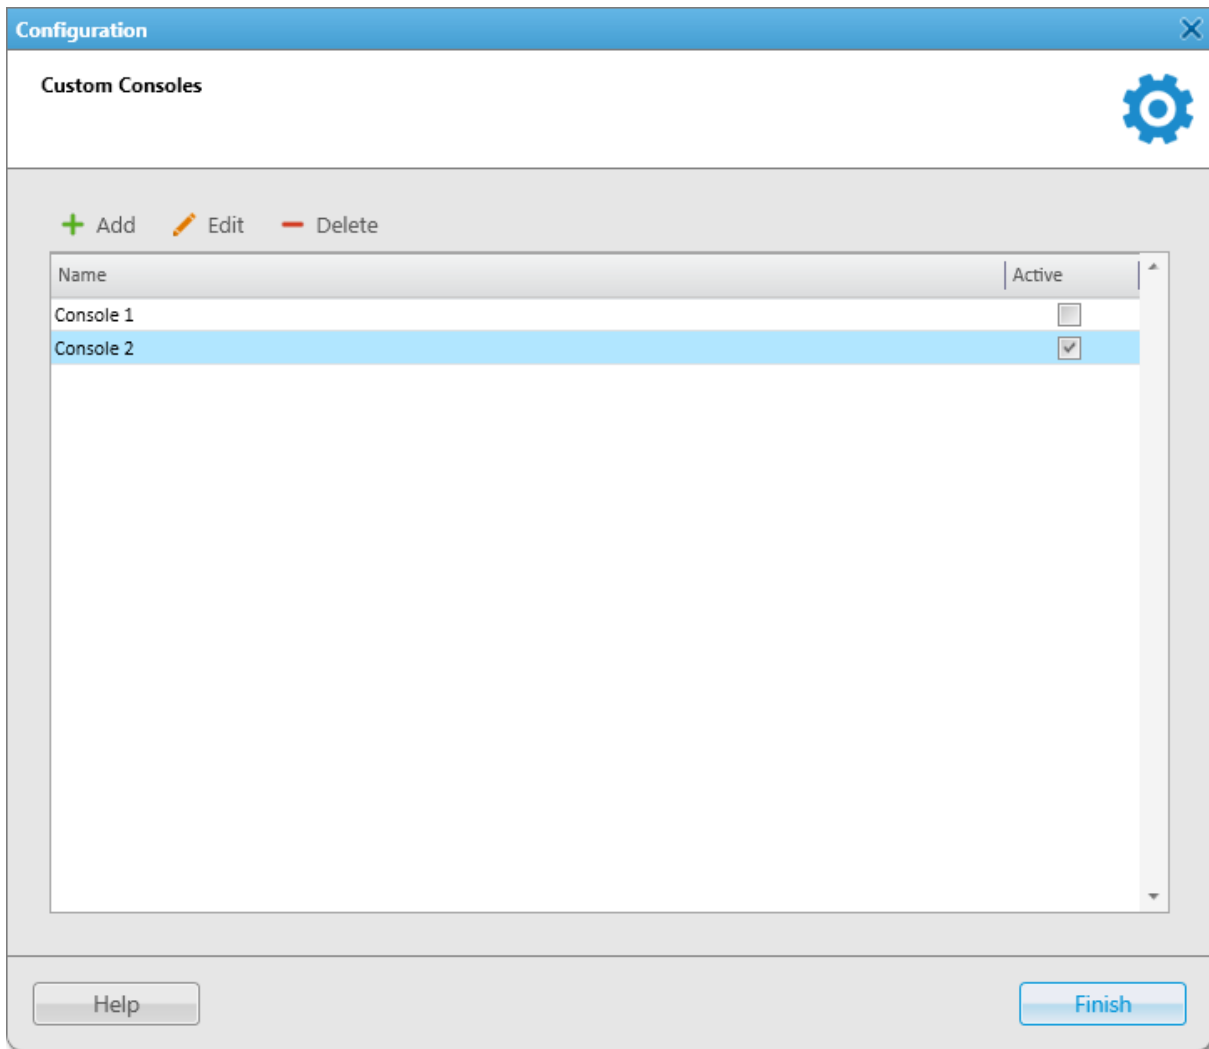 Configuration
Custom Consoles
Add Edit Delete
Name Active
Console 1
Console 2
Help Finish